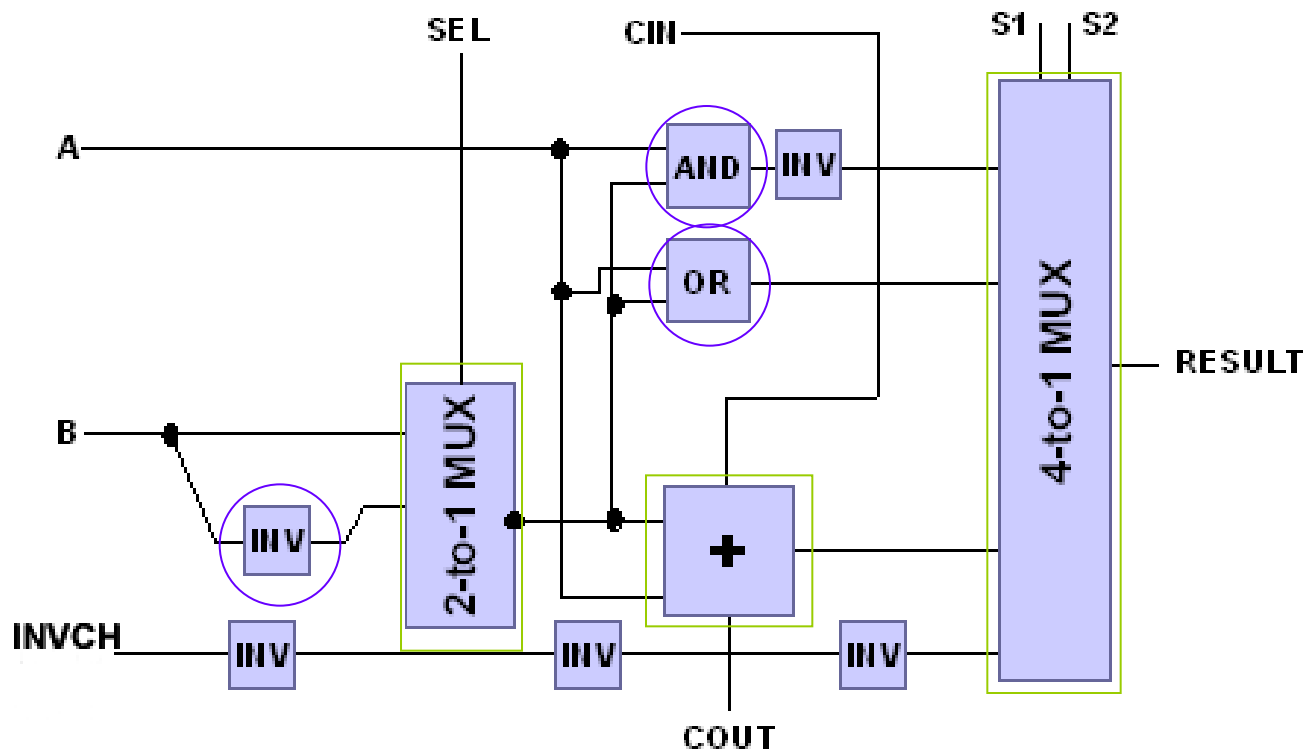 SEL
CIN
S1
S2
A
AND
INV
OR
4-to-1 MUX
RESULT
B
2-to-1 MUX
INV
+
INVCH
INV
INV
INV
COUT